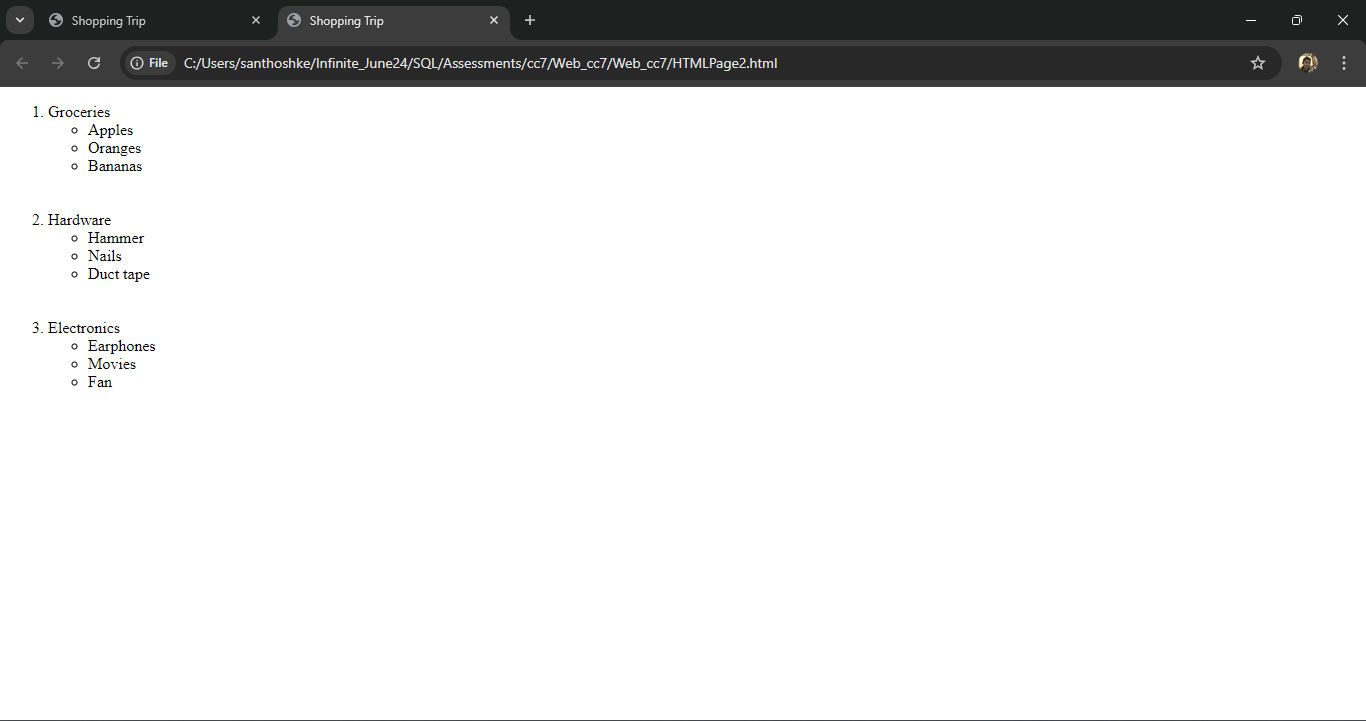 Shopping Trip
Shopping Trip
File
C:/Users/santhoshke/Infinite_June24/SQL/Assessments/cc7/Web_cc7/Web_cc7/HTMLPage2.html
1. Groceries
Apples
Oranges
Bananas
2. Hardware
Hammer
Nails
Duct tape
3. Electronics
Earphones
Movies
Fan